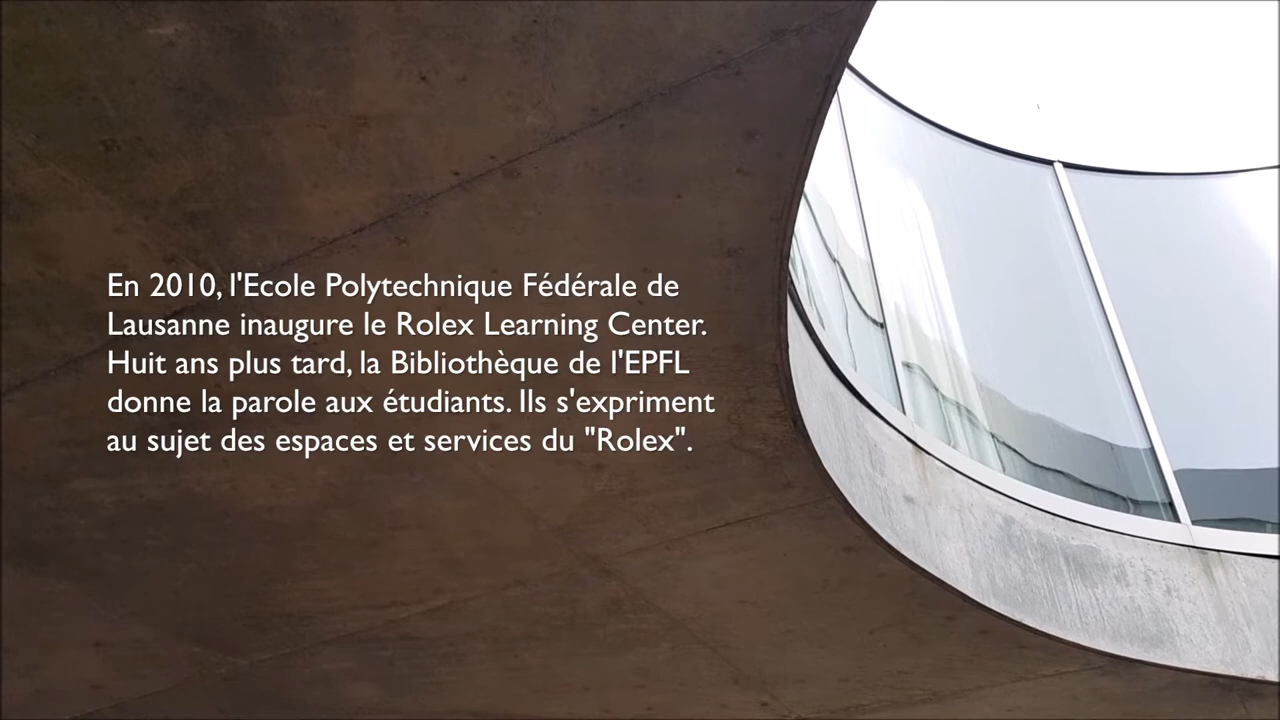 En 2010, l'Ecole Polytechnique Fédérale de
Lausanne inaugure le Rolex Learning Center.
Huit ans plus tard, la Bibliothèque de l'EPFL
donne la parole aux étudiants. Ils s'expriment
au sujet des espaces et services du "Rolex".